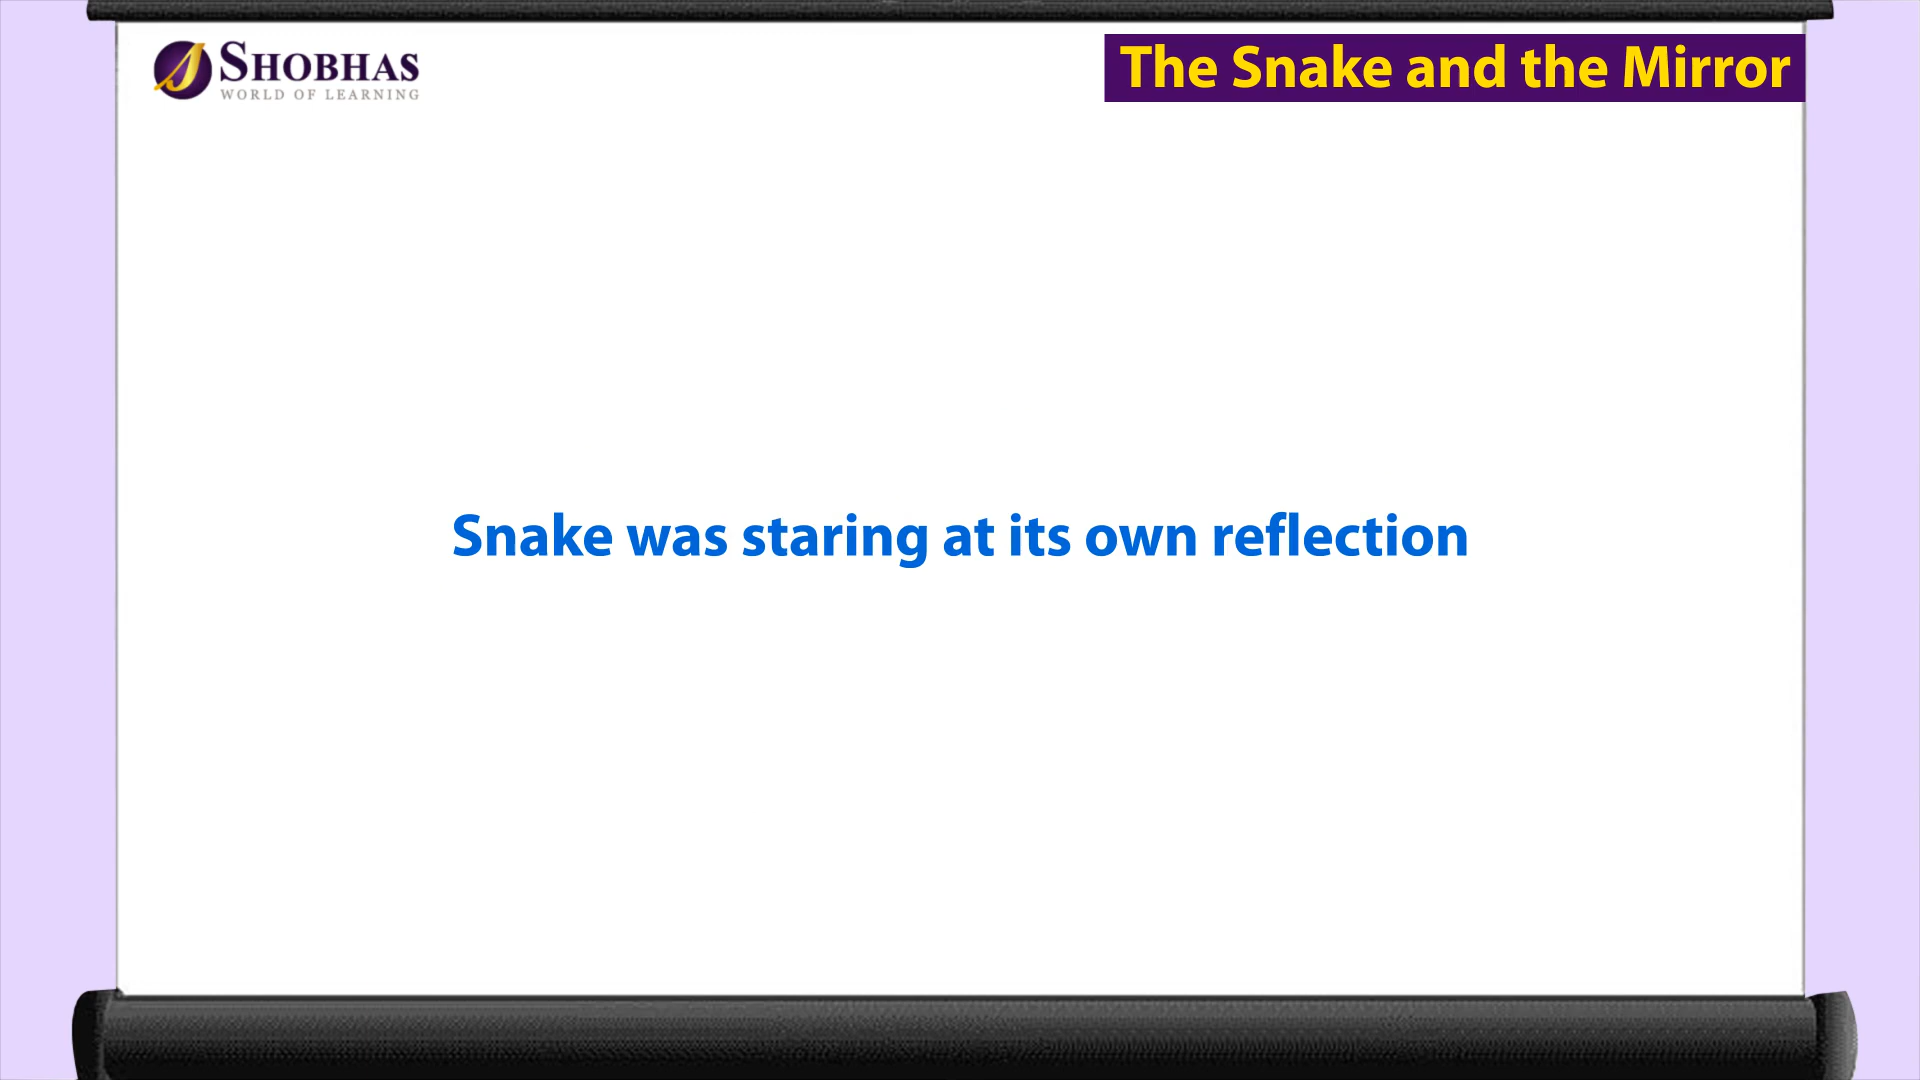 SHOBHAS
WORLD OF LEARNING
The Snake and the Mirror
Snake was staring at its own reflection